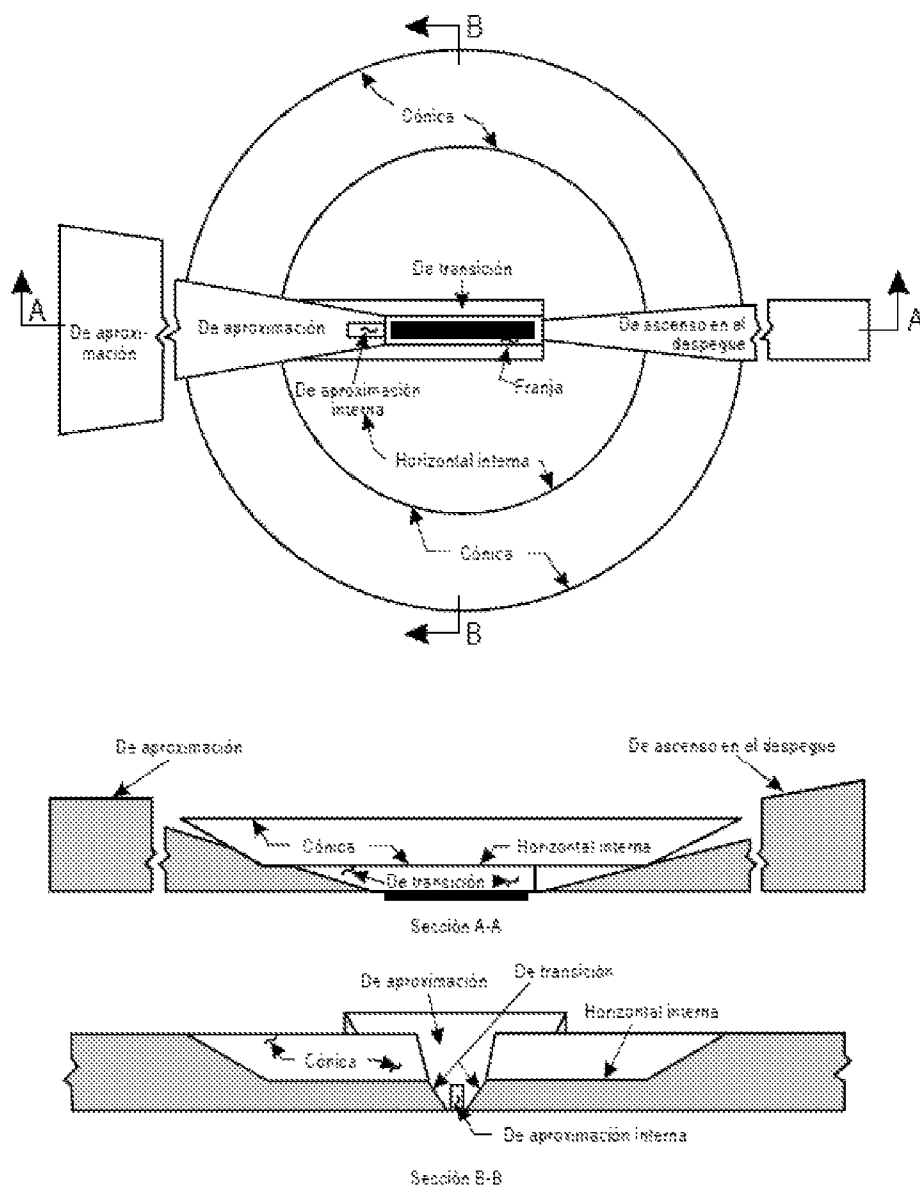 B
Cónica
De transición
A
De aproxi-
mación
De aproximación
De ascenso en el
despegue
A
De aproximación
interna
Franja
Horizontal interna
Cónica
B
De aproximación
De ascenso en el despegue
Cónica
Horizontal interna
De transición
Sección A-A
De aproximación
De transición
Horizontal interna
Cónica
De aproximación interna
Sección B-B